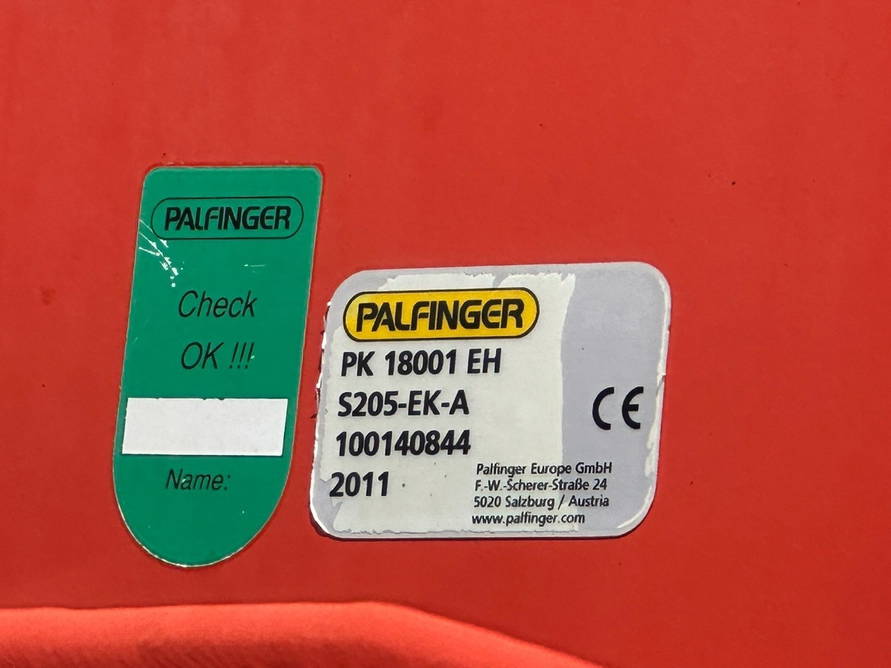 PALFINGER
Check
OK !!!
Name:
PALFINGER
PK 18001 EH
S205-EK-A
100140844
2011
CE
Palfinger Europe GmbH
F.-W.-Scherer-Straße 24
5020 Salzburg / Austria
www.palfinger.com